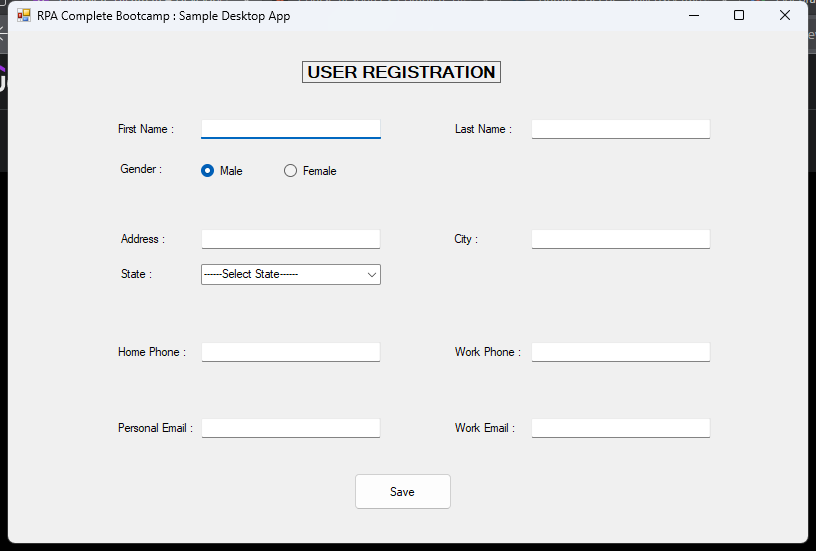 RPA Complete Bootcamp : Sample Desktop App
USER REGISTRATION
First Name :
Last Name :
Gender :
Male
Female
Address :
City :
State :
------Select State------
Home Phone :
Work Phone :
Personal Email :
Work Email :
Save